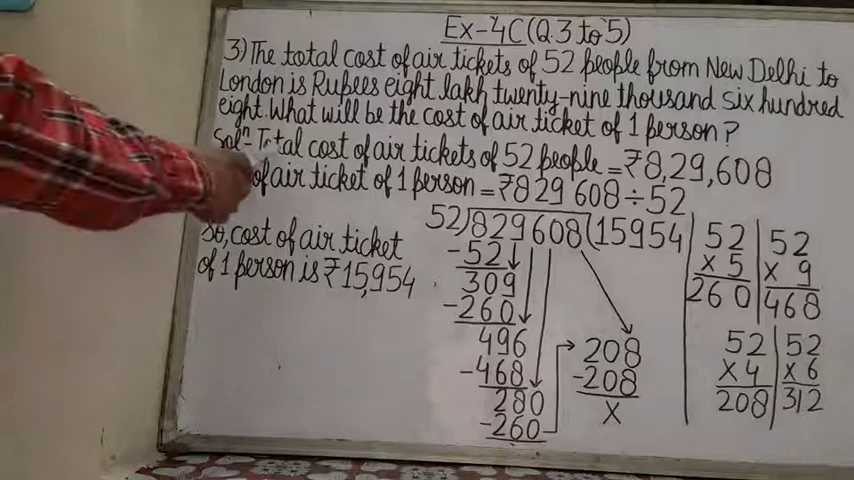 Ex-4C(Q.3 to 5)
3) The total cost of air tickets of 52 people from New Delhi to
London is Rupees eight lakh twenty-nine thousand six hundred
eight. What will be the cost of air ticket of 1 person?
Solⁿ- Total cost of air tickets of 52 people = ₹8,29,608
of air ticket of 1 person = ₹829608 ÷ 52
So, cost of air ticket
of 1 person is ₹15,954
52)829608(15954
-52
309
-260
496
-468
280
-260
208
-208
X
52
x 5
260
52
x 9
468
52
x 4
208
52
x 6
312